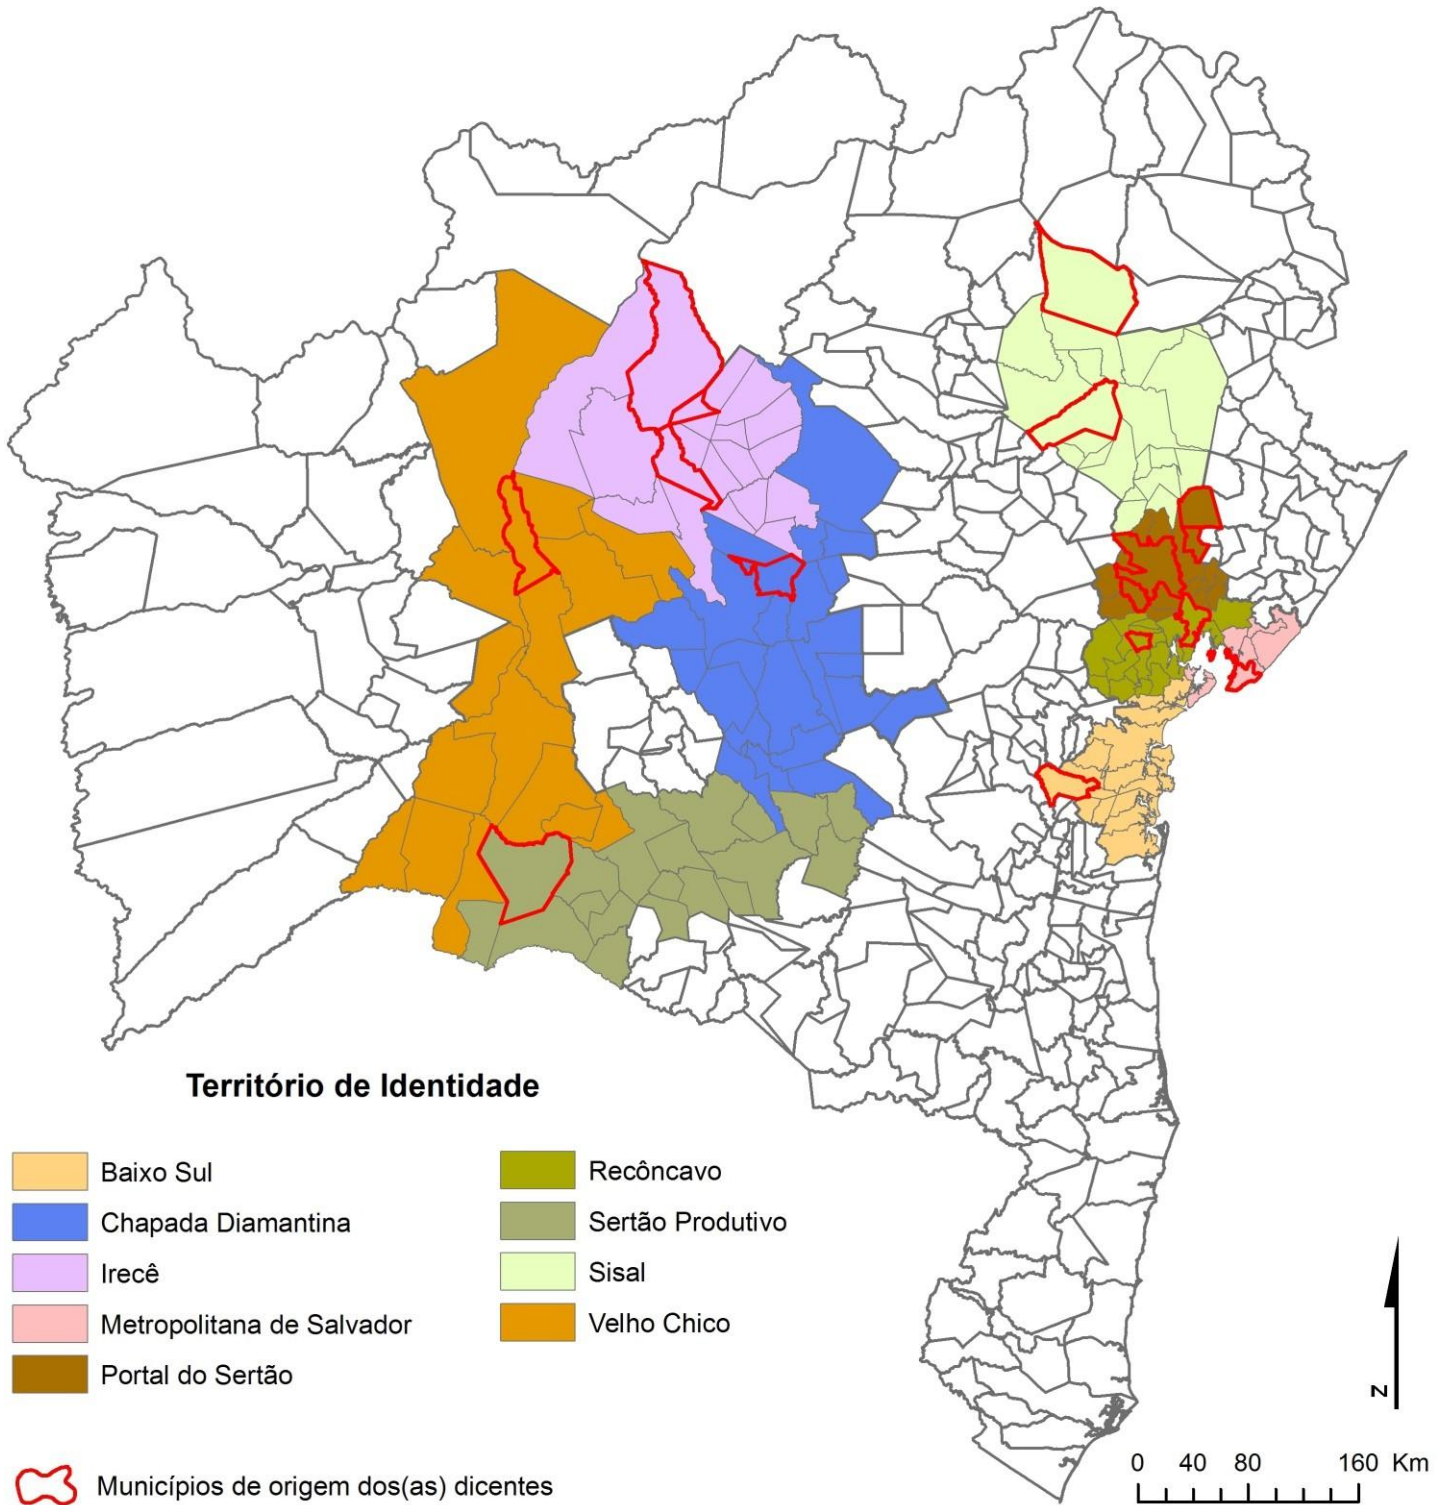 Território de Identidade
Baixo Sul
Chapada Diamantina
Irecê
Metropolitana de Salvador
Portal do Sertão
Recôncavo
Sertão Produtivo
Sisal
Velho Chico
Municípios de origem dos(as) dicentes
N
0 40 80 160 Km